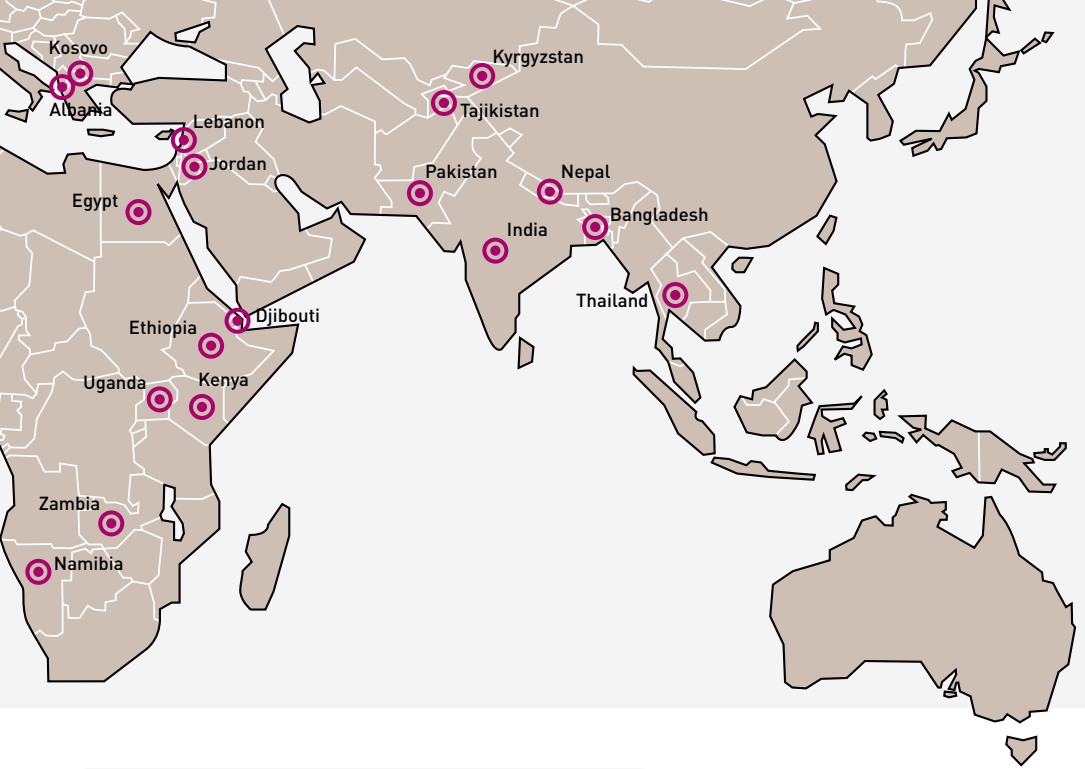 Kosovo
Kyrgyzstan
Albania
Tajikistan
Lebanon
Jordan
Pakistan
Nepal
Egypt
Bangladesh
India
Thailand
Djibouti
Ethiopia
Uganda
Kenya
Zambia
Namibia